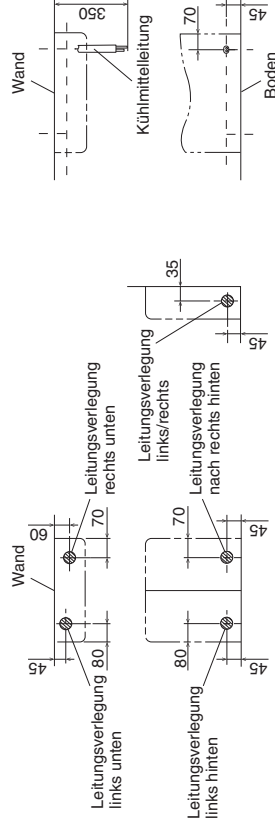 Wand
60
45
Leitungsverlegung
rechts unten
70
80
Leitungsverlegung
links unten
Leitungsverlegung
links hinten
80
70
45
45
Leitungsverlegung
nach rechts hinten
Leitungsverlegung
links/rechts
35
45
Wand
350
Kühlmittelleitung
70
45
Boden